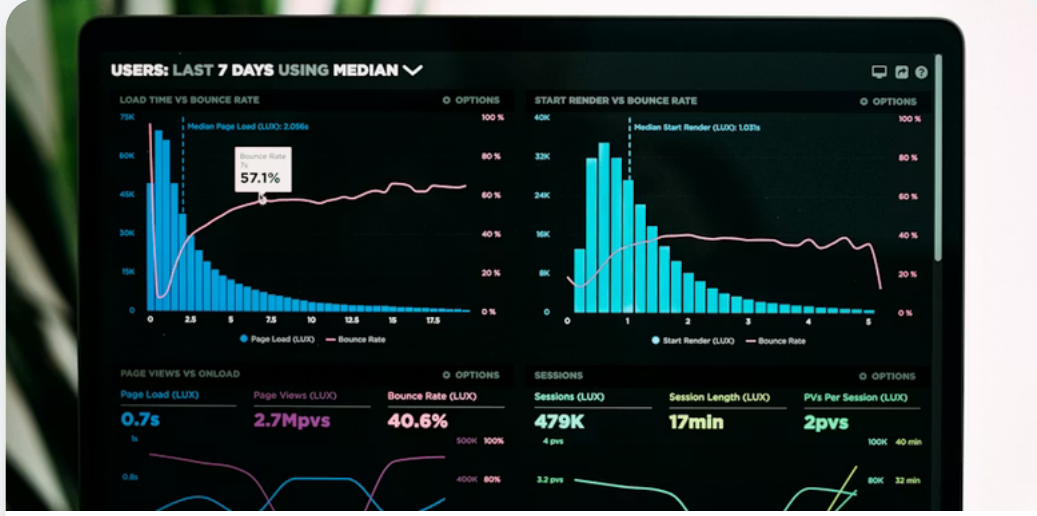 USERS: LAST 7 DAYS USING MEDIAN
LOAD TIME VS BOUNCE RATE
OPTIONS
75K
60K
45K
30K
15K
0
Median Page Load (LUX): 2.056s
Bounce Rate
7s
57.1%
100 %
80 %
60 %
40 %
20 %
0 %
0 2.5 5 7.5 10 12.5 15 17.5
Page Load (LUX) Bounce Rate
START RENDER VS BOUNCE RATE
OPTIONS
40K
32K
24K
16K
8K
0
Median Start Render (LUX): 1.031s
100 %
80 %
60 %
40 %
20 %
0 %
0 1 2 3 4 5
Start Render (LUX) Bounce Rate
PAGE VIEWS VS ONLOAD
OPTIONS
Page Load (LUX) Page Views (LUX) Bounce Rate (LUX)
0.7s 2.7Mpvs 40.6%
1s 500K 100%
0.8s 400K 80%
SESSIONS
OPTIONS
Sessions (LUX) Session Length (LUX) PVs Per Session (LUX)
479K 17min 2pvs
4 pvs 100K 40 min
3.2 pvs 80K 32 min